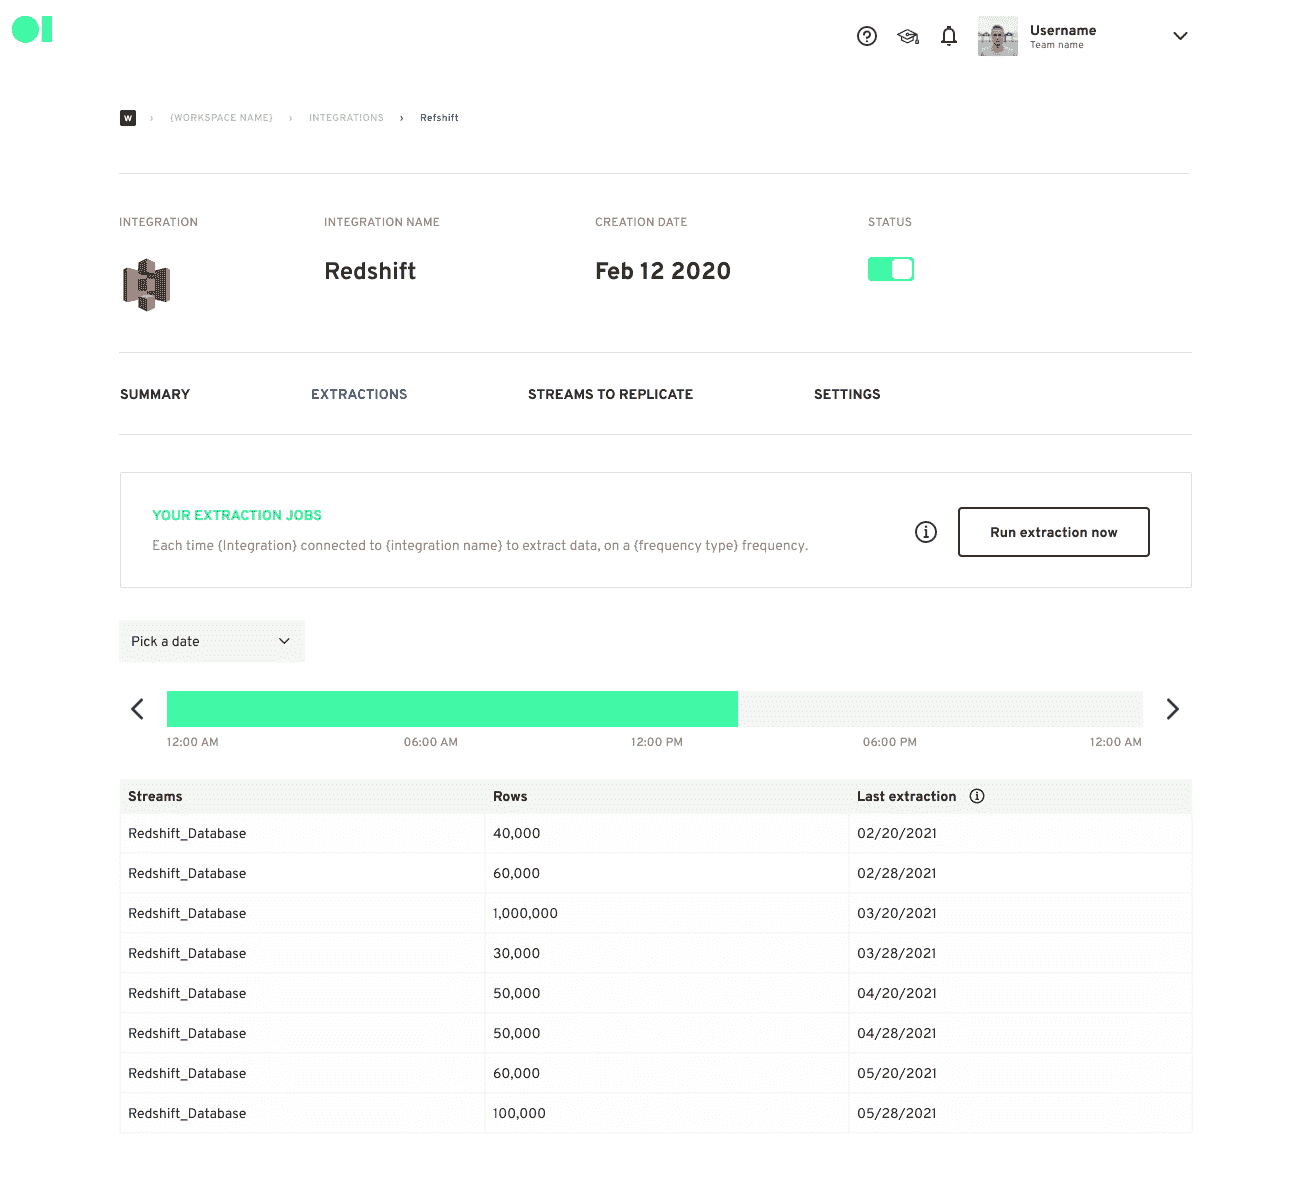 Username
Team name
W › {WORKSPACE NAME} › INTEGRATIONS › Refshift
INTEGRATION INTEGRATION NAME CREATION DATE STATUS
Redshift Feb 12 2020
SUMMARY EXTRACTIONS STREAMS TO REPLICATE SETTINGS
YOUR EXTRACTION JOBS
Each time {Integration} connected to {integration name} to extract data, on a {frequency type} frequency.
Run extraction now
Pick a date
12:00 AM 06:00 AM 12:00 PM 06:00 PM 12:00 AM
Streams Rows Last extraction
Redshift_Database 40,000 02/20/2021
Redshift_Database 60,000 02/28/2021
Redshift_Database 1,000,000 03/20/2021
Redshift_Database 30,000 03/28/2021
Redshift_Database 50,000 04/20/2021
Redshift_Database 50,000 04/28/2021
Redshift_Database 60,000 05/20/2021
Redshift_Database 100,000 05/28/2021